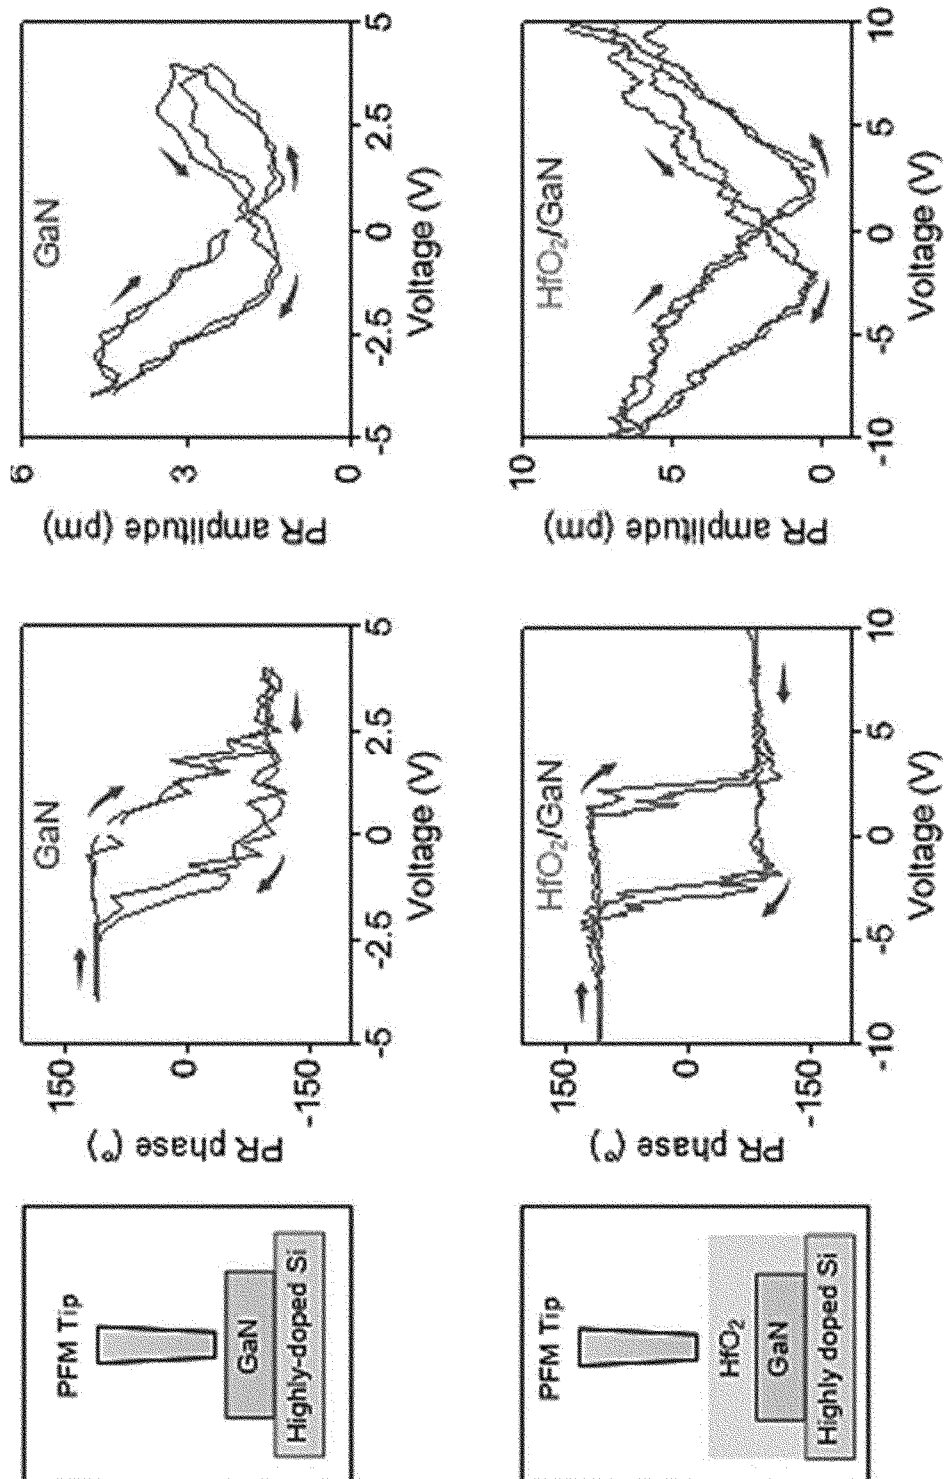 PFM Tip
GaN
Highly-doped Si
GaN
150
0
-150
PR phase (°)
-5
-2.5
0
2.5
5
Voltage (V)
GaN
6
3
0
PR amplitude (pm)
-5
-2.5
0
2.5
5
Voltage (V)
PFM Tip
HfO₂
GaN
Highly doped Si
HfO₂/GaN
150
0
-150
PR phase (°)
-10
-5
0
5
10
Voltage (V)
HfO₂/GaN
10
5
0
PR amplitude (pm)
-10
-5
0
5
10
Voltage (V)